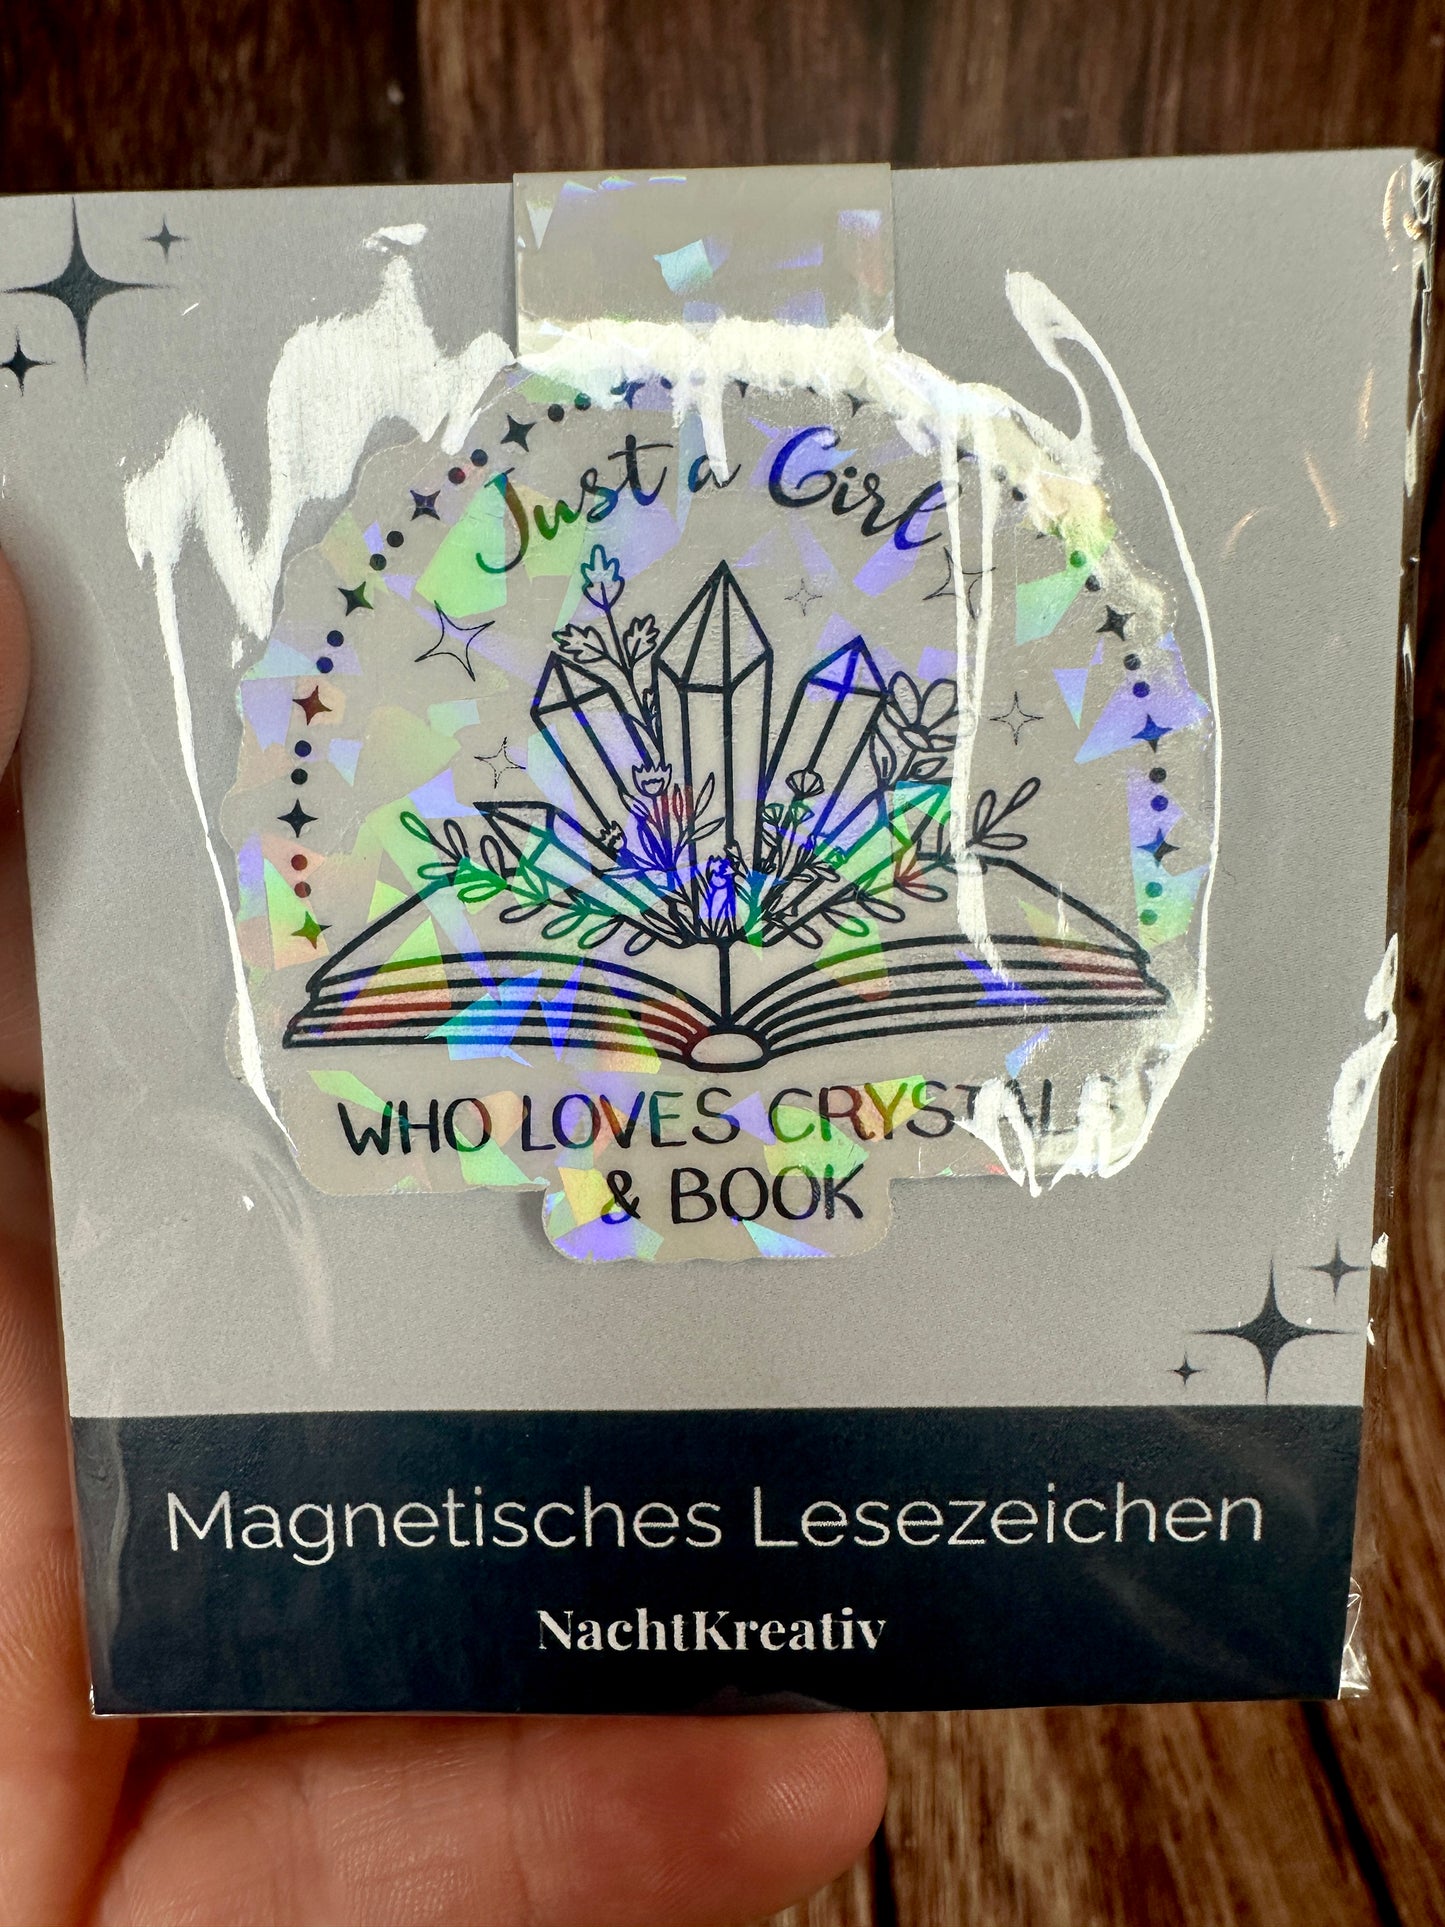 Just a Girl
WHO LOVES CRYSTALS
& BOOK
Magnetisches Lesezeichen
NachtKreativ